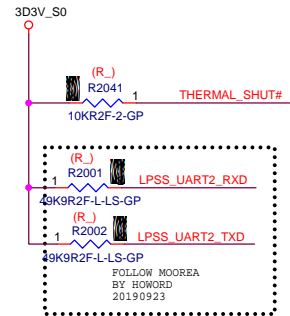 3D3V_S0
(R_)
R2041
1
THERMAL_SHUT#
10KR2F-2-GP
(R_)
R2001
1
LPSS_UART2_RXD
49K9R2F-L-LS-GP
(R_)
R2002
1
LPSS_UART2_TXD
49K9R2F-L-LS-GP
FOLLOW MOOREA
BY HOWORD
20190923